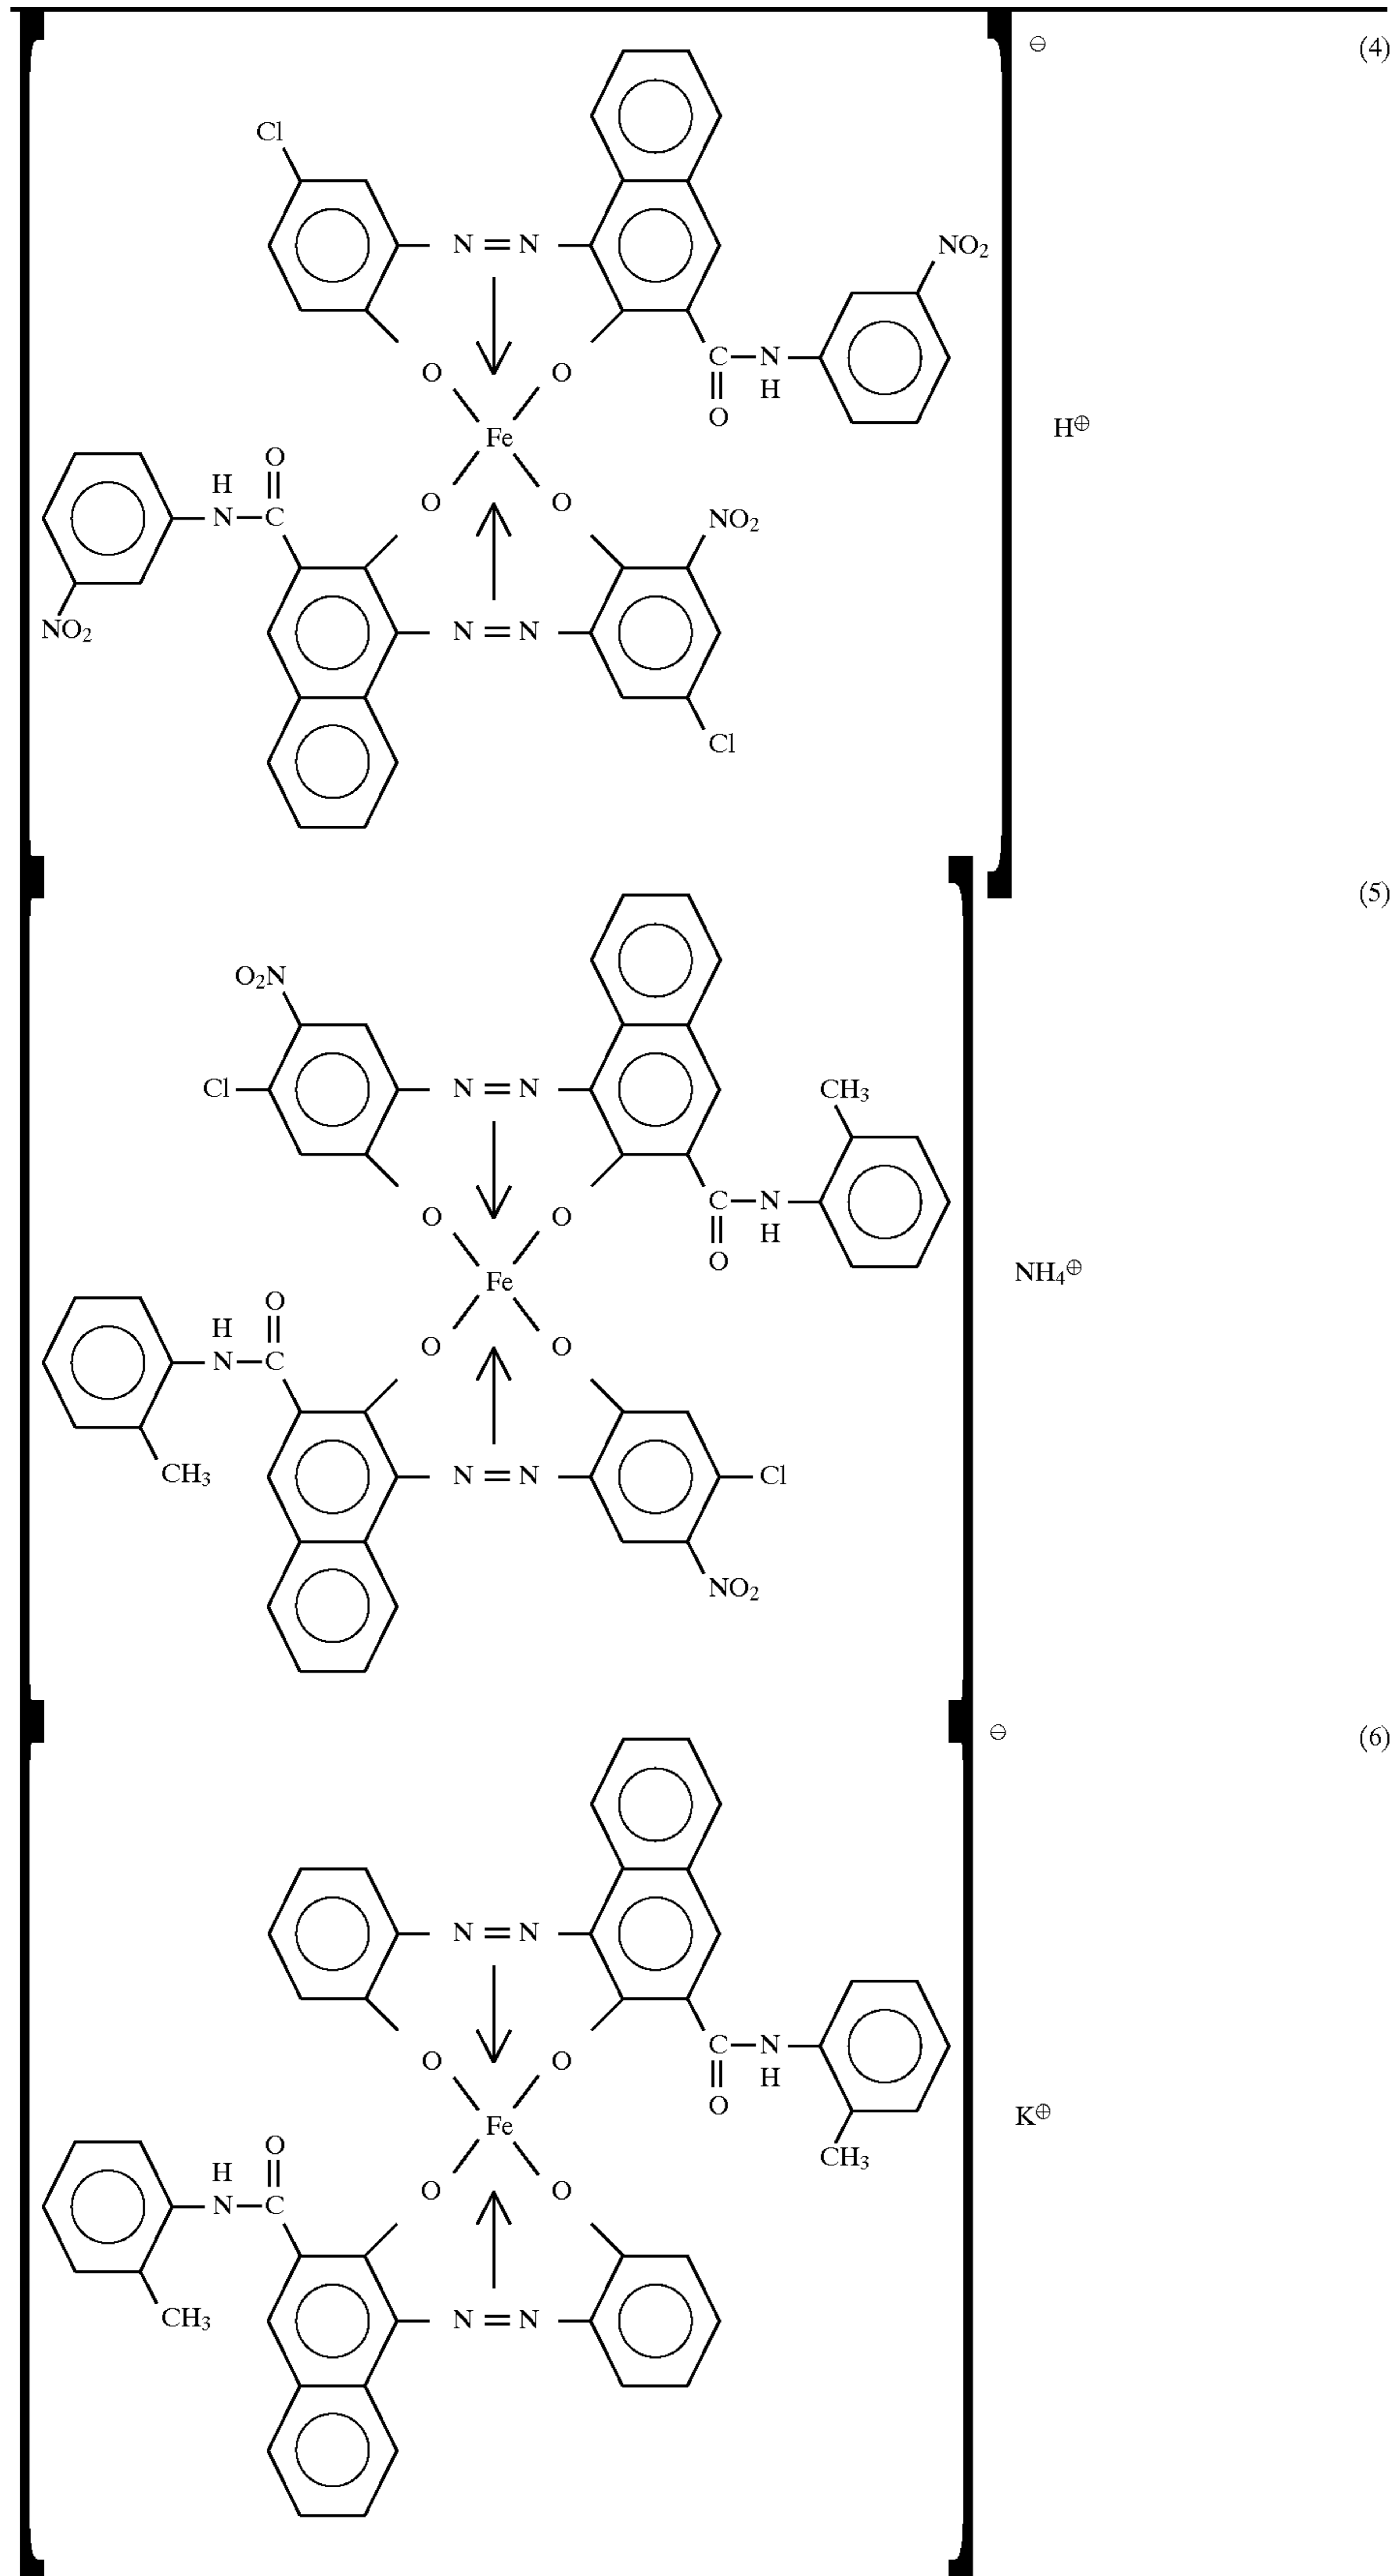 ⊖ (4)
Cl
N=N
NO₂
O O
C—N
H
O
Fe
H⊕
O
H
N—C
O O
NO₂
NO₂
N=N
Cl
(5)
O₂N
Cl
N=N
CH₃
O O
C—N
H
O
Fe
NH₄⊕
O
H
N—C
O O
CH₃
N=N
Cl
NO₂
⊖ (6)
N=N
O O
C—N
H
O
Fe
K⊕
CH₃
O
H
N—C
O O
CH₃
N=N